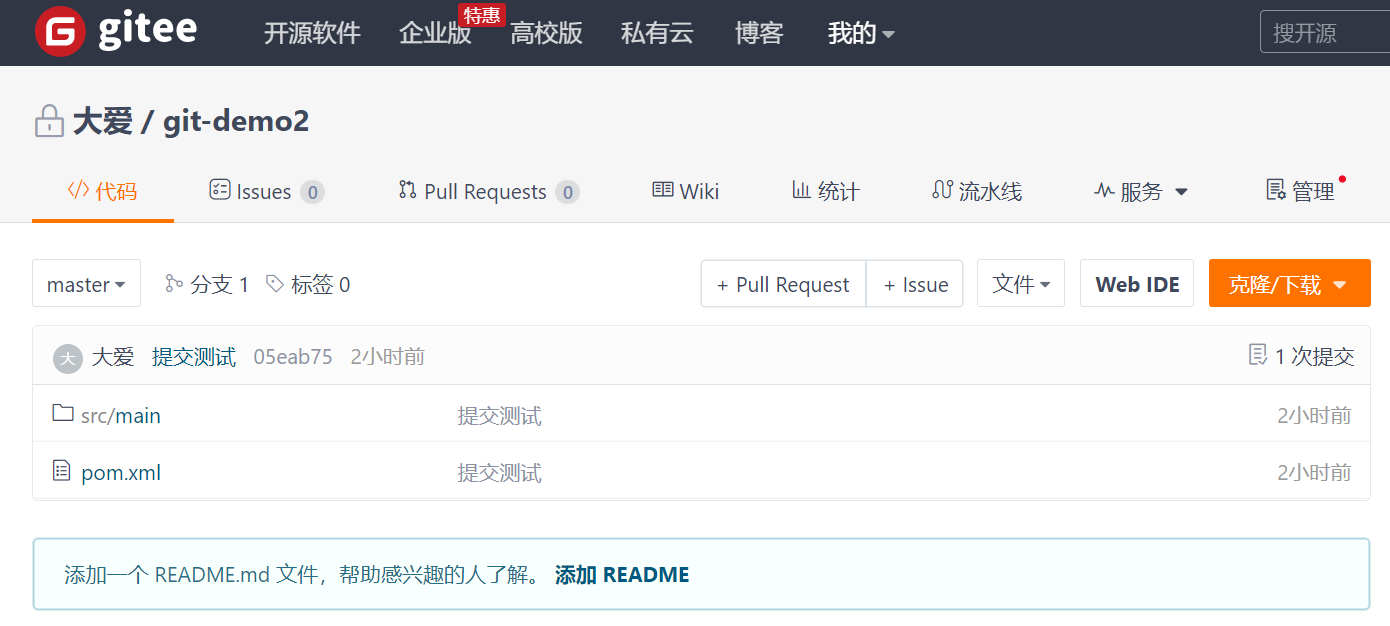 gitee 开源软件 企业版 特惠 高校版 私有云 博客 我的 搜开源
大爱 / git-demo2
代码 Issues 0 Pull Requests 0 Wiki 统计 流水线 服务 管理
master 分支 1 标签 0 + Pull Request + Issue 文件 Web IDE 克隆/下载
大 大爱 提交测试 05eab75 2小时前 1 次提交
src/main 提交测试 2小时前
pom.xml 提交测试 2小时前
添加一个 README.md 文件，帮助感兴趣的人了解。 添加 README